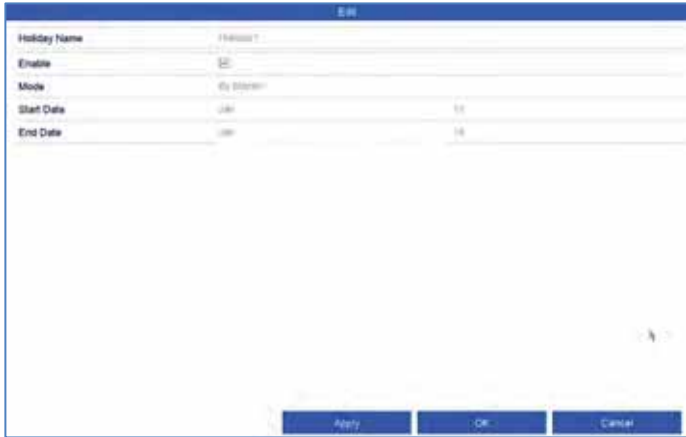 Edit
Holiday Name Holiday1
Enable
Mode By Month
Start Date Jan
End Date Jan
Apply OK Cancel